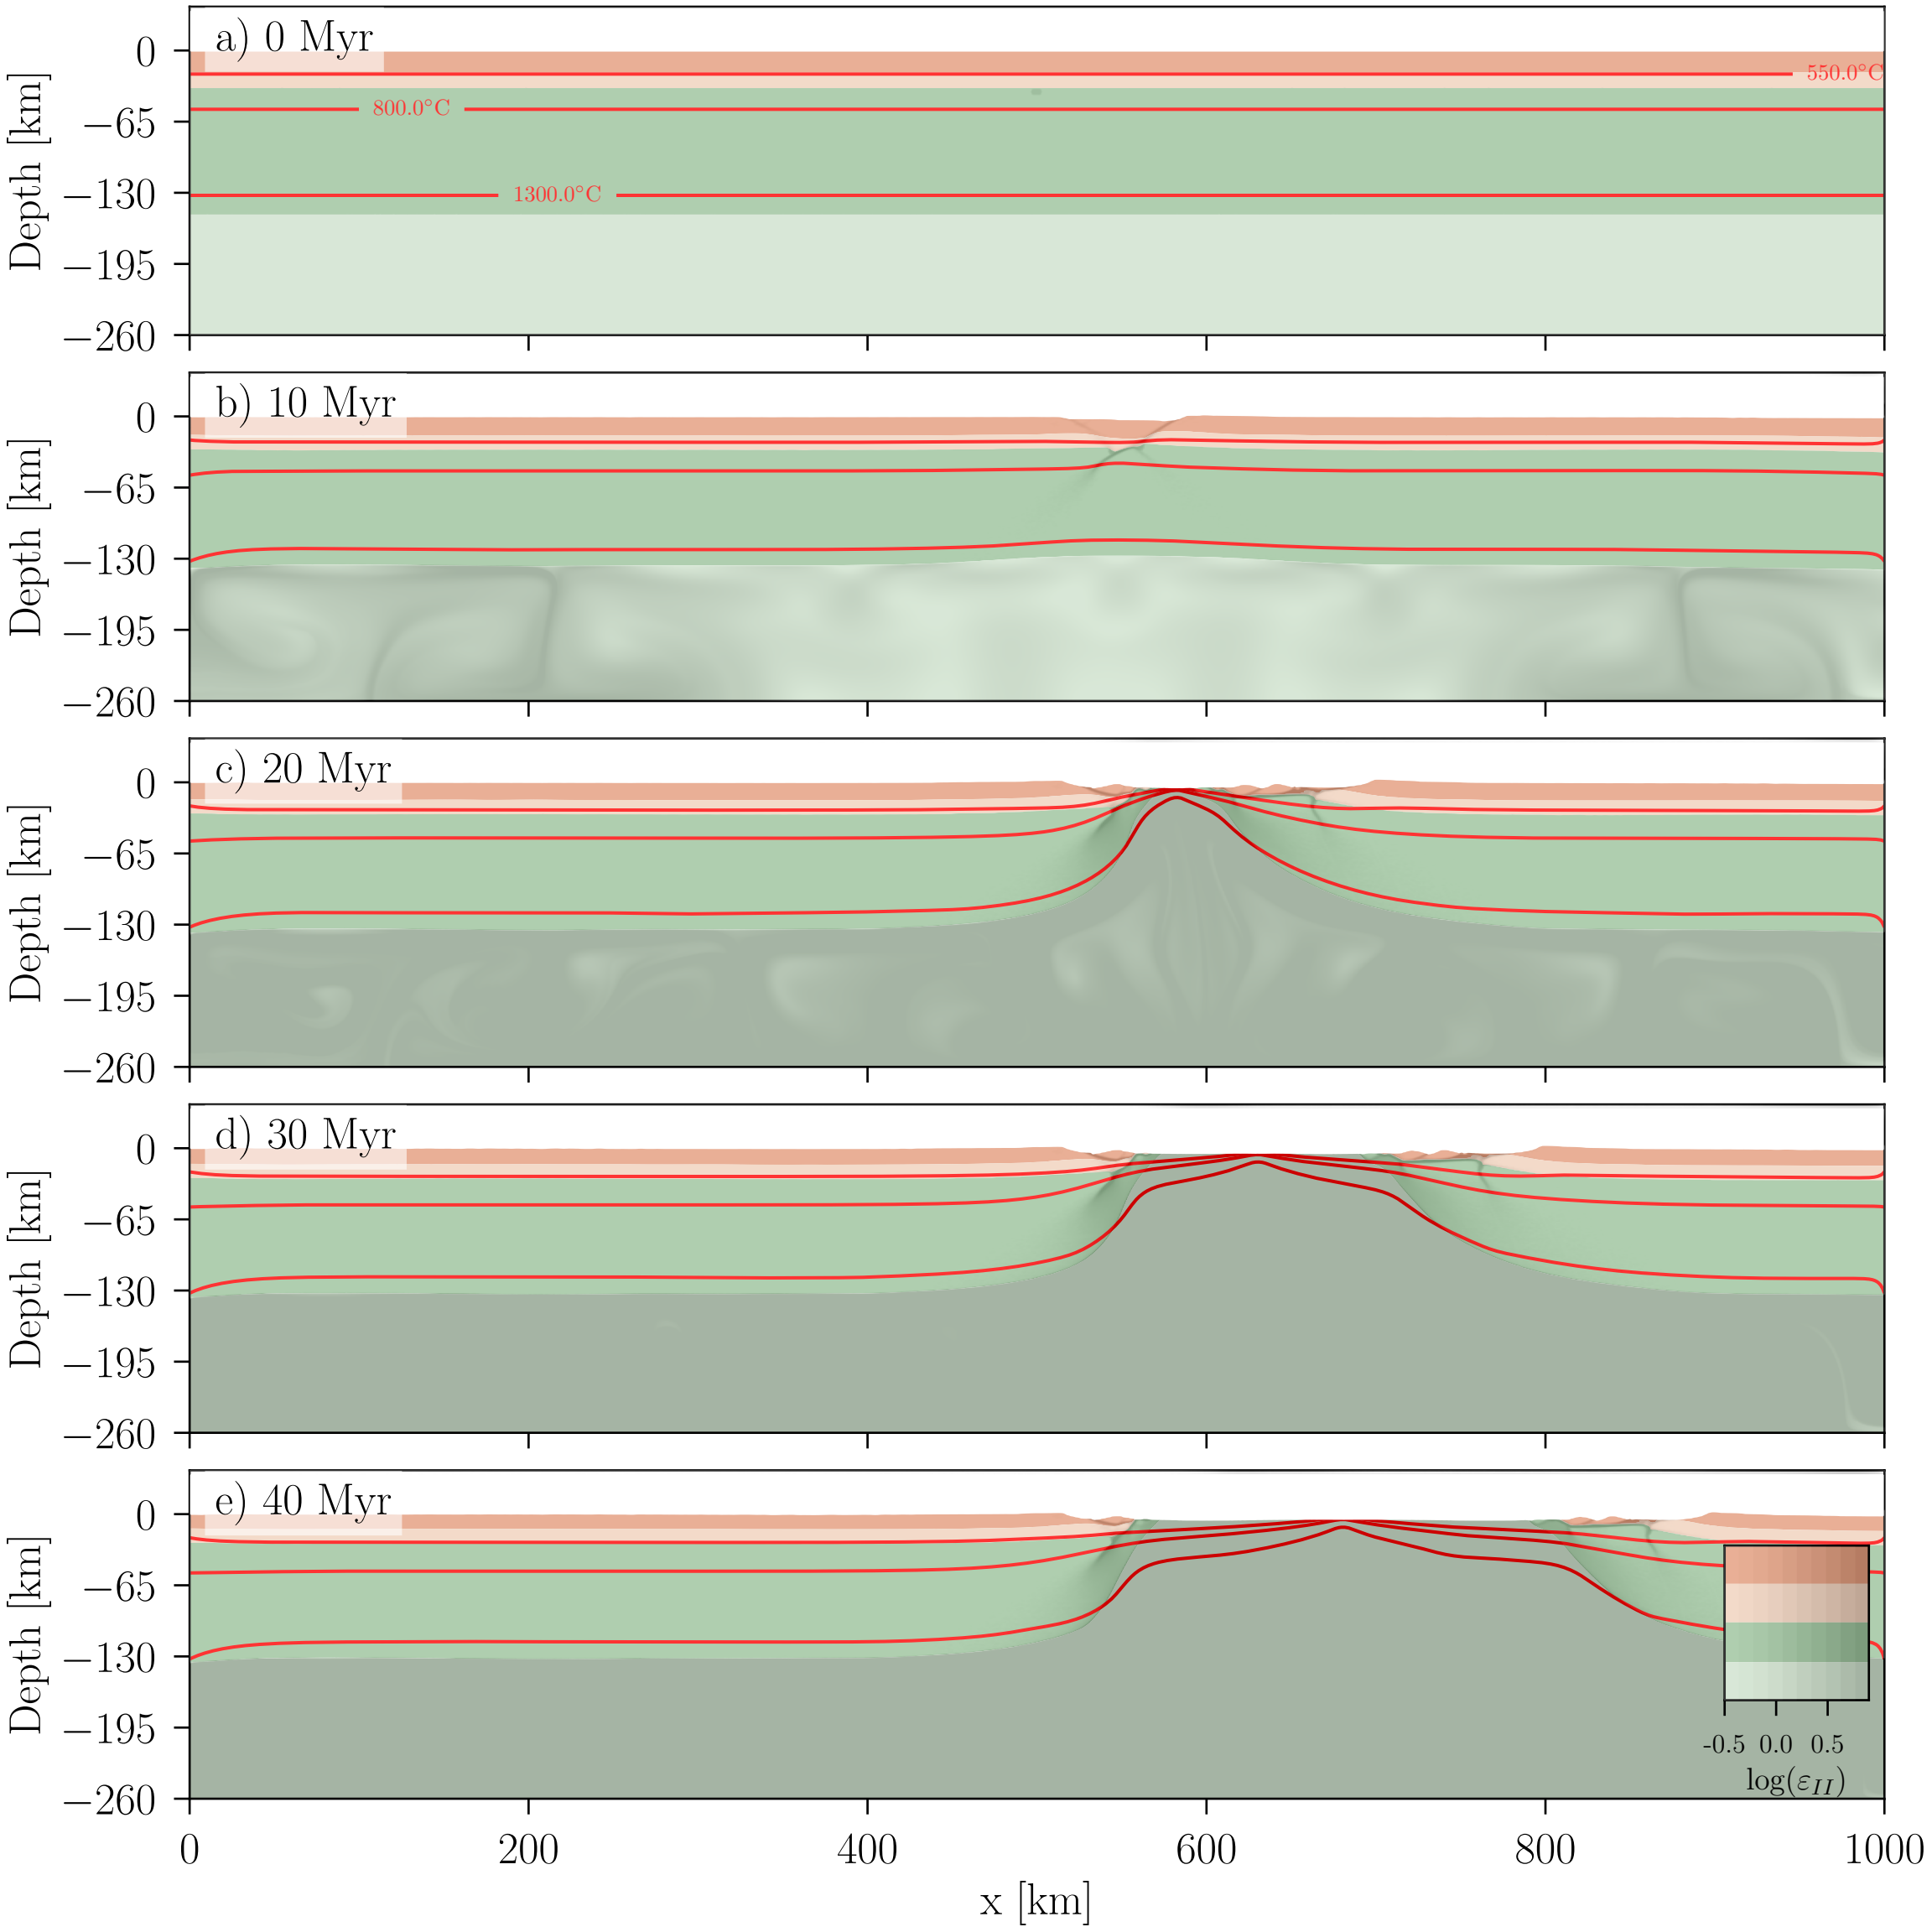 a) 0 Myr
Depth [km]
0
−65
−130
−195
−260
550.0°C
800.0°C
1300.0°C
b) 10 Myr
Depth [km]
0
−65
−130
−195
−260
c) 20 Myr
Depth [km]
0
−65
−130
−195
−260
d) 30 Myr
Depth [km]
0
−65
−130
−195
−260
e) 40 Myr
Depth [km]
0
−65
−130
−195
−260
-0.5 0.0 0.5
log(ε_II)
0 200 400 600 800 1000
x [km]